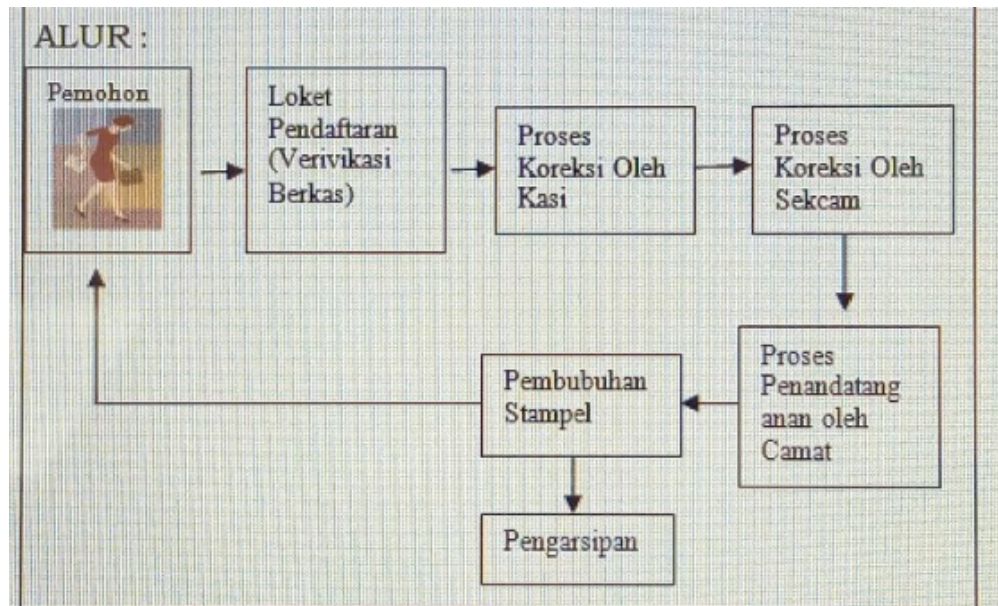 ALUR :
Pemohon
Loket
Pendaftaran
(Verivikasi
Berkas)
Proses
Koreksi Oleh
Kasi
Proses
Koreksi Oleh
Sekcam
Proses
Penandatang
anan oleh
Camat
Pembubuhan
Stampel
Pengarsipan